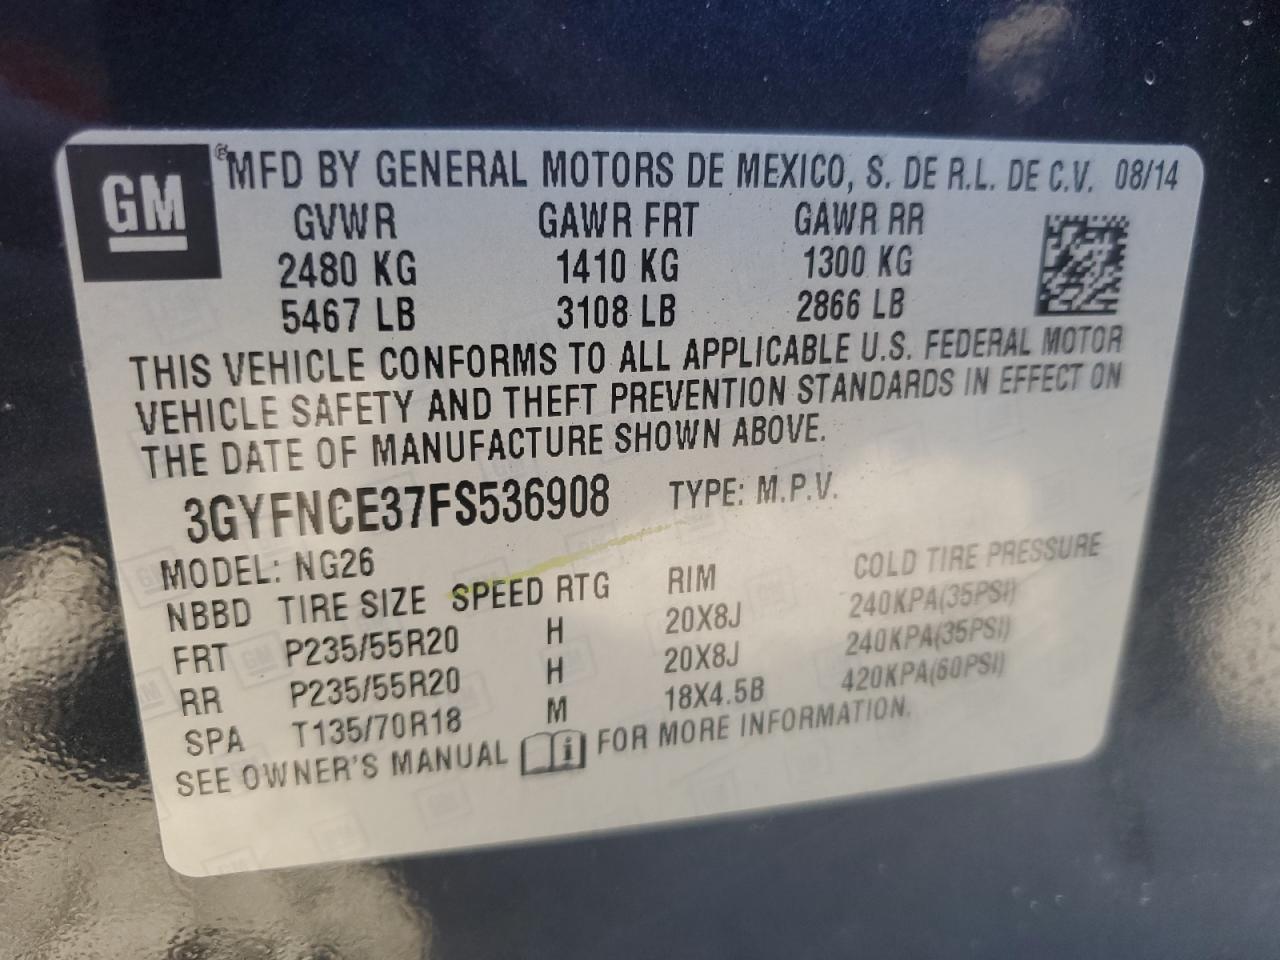 GM
MFD BY GENERAL MOTORS DE MEXICO, S. DE R.L. DE C.V. 08/14
GVWR GAWR FRT GAWR RR
2480 KG 1410 KG 1300 KG
5467 LB 3108 LB 2866 LB
THIS VEHICLE CONFORMS TO ALL APPLICABLE U.S. FEDERAL MOTOR
VEHICLE SAFETY AND THEFT PREVENTION STANDARDS IN EFFECT ON
THE DATE OF MANUFACTURE SHOWN ABOVE.
3GYFNCE37FS536908 TYPE: M.P.V.
MODEL: NG26
NBBD TIRE SIZE SPEED RTG RIM COLD TIRE PRESSURE
FRT P235/55R20 H 20X8J 240KPA(35PSI)
RR P235/55R20 H 20X8J 240KPA(35PSI)
SPA T135/70R18 M 18X4.5B 420KPA(60PSI)
SEE OWNER'S MANUAL i FOR MORE INFORMATION.